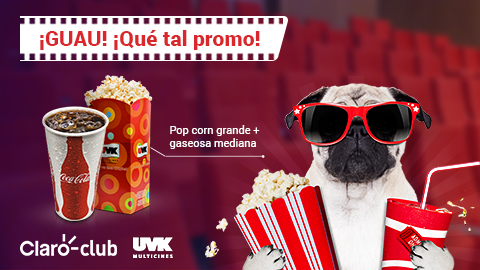 ¡GUAU! ¡Qué tal promo!
Pop corn grande +
gaseosa mediana
UVK
Coca-Cola
Claro-club
UVK
MULTICINES